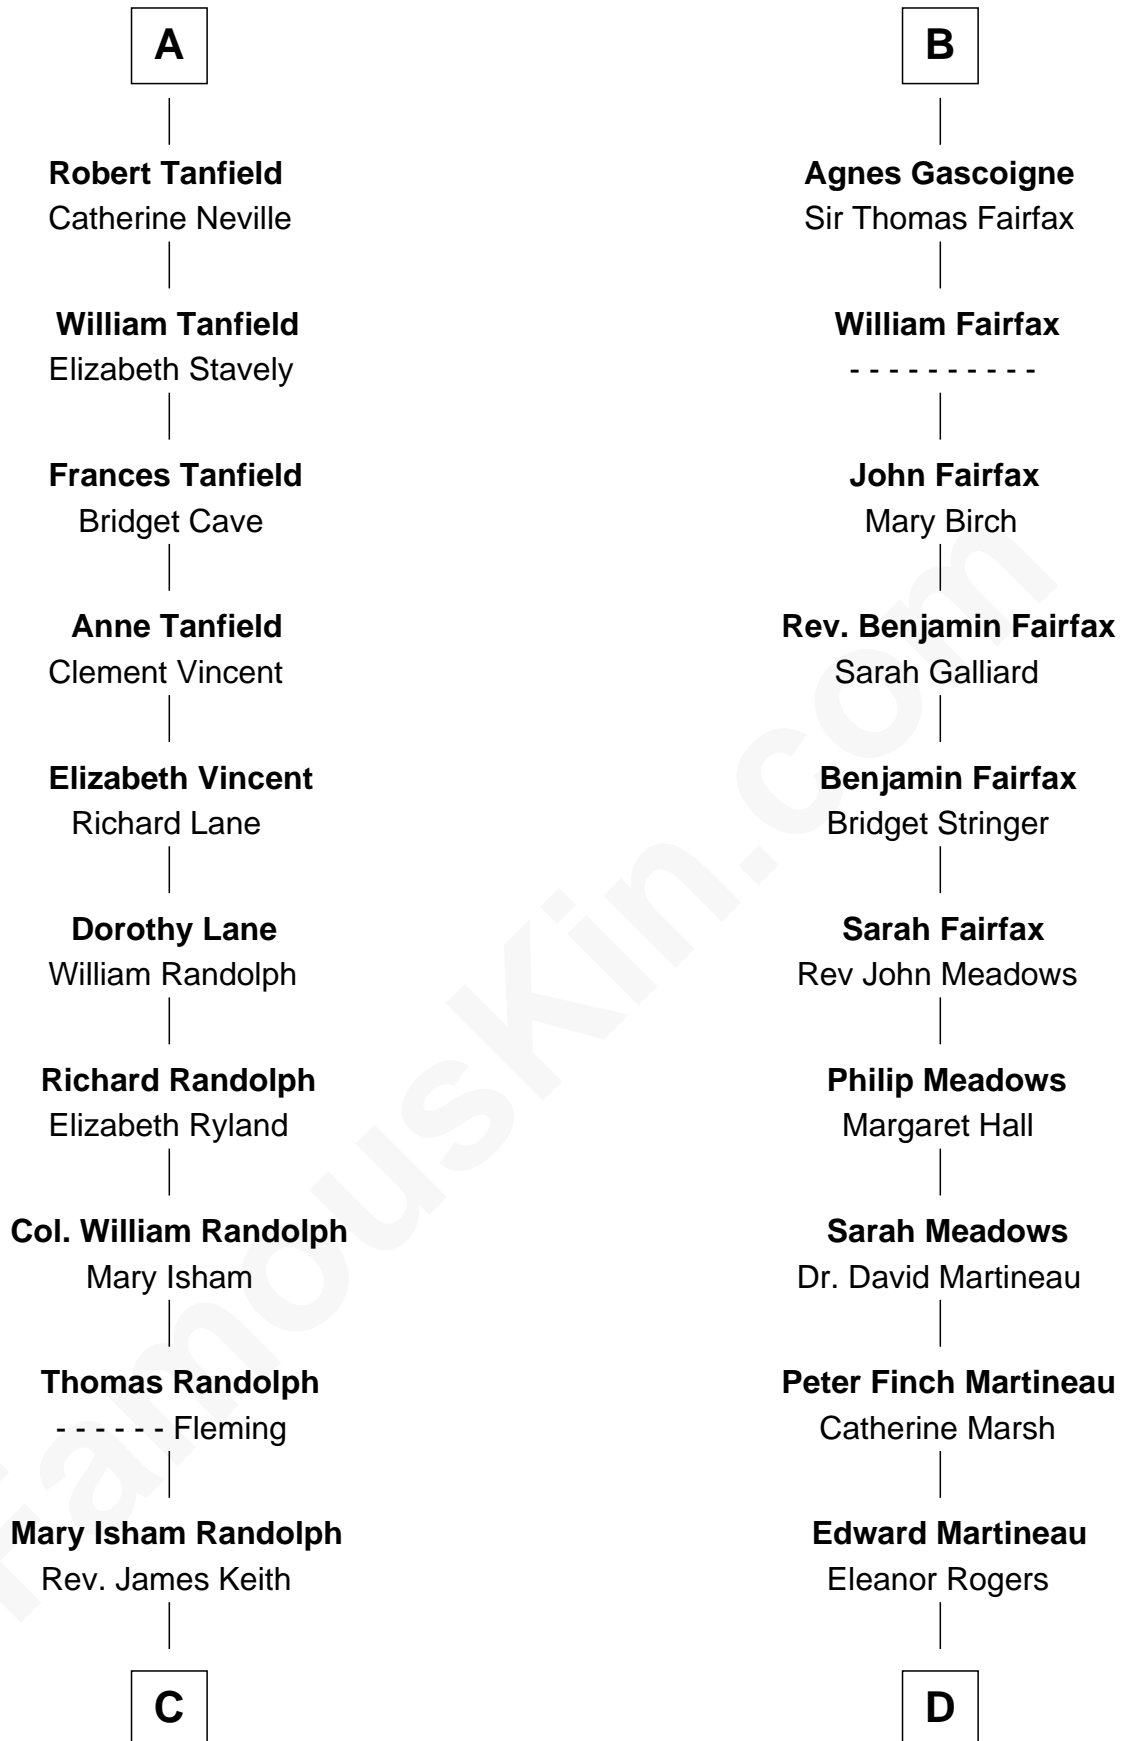 A
Robert Tanfield
Catherine Neville
William Tanfield
Elizabeth Stavely
Frances Tanfield
Bridget Cave
Anne Tanfield
Clement Vincent
Elizabeth Vincent
Richard Lane
Dorothy Lane
William Randolph
Richard Randolph
Elizabeth Ryland
Col. William Randolph
Mary Isham
Thomas Randolph
- - - - - - Fleming
Mary Isham Randolph
Rev. James Keith
C
B
Agnes Gascoigne
Sir Thomas Fairfax
William Fairfax
- - - - - - - - - -
John Fairfax
Mary Birch
Rev. Benjamin Fairfax
Sarah Galliard
Benjamin Fairfax
Bridget Stringer
Sarah Fairfax
Rev John Meadows
Philip Meadows
Margaret Hall
Sarah Meadows
Dr. David Martineau
Peter Finch Martineau
Catherine Marsh
Edward Martineau
Eleanor Rogers
D
FamousKin.com